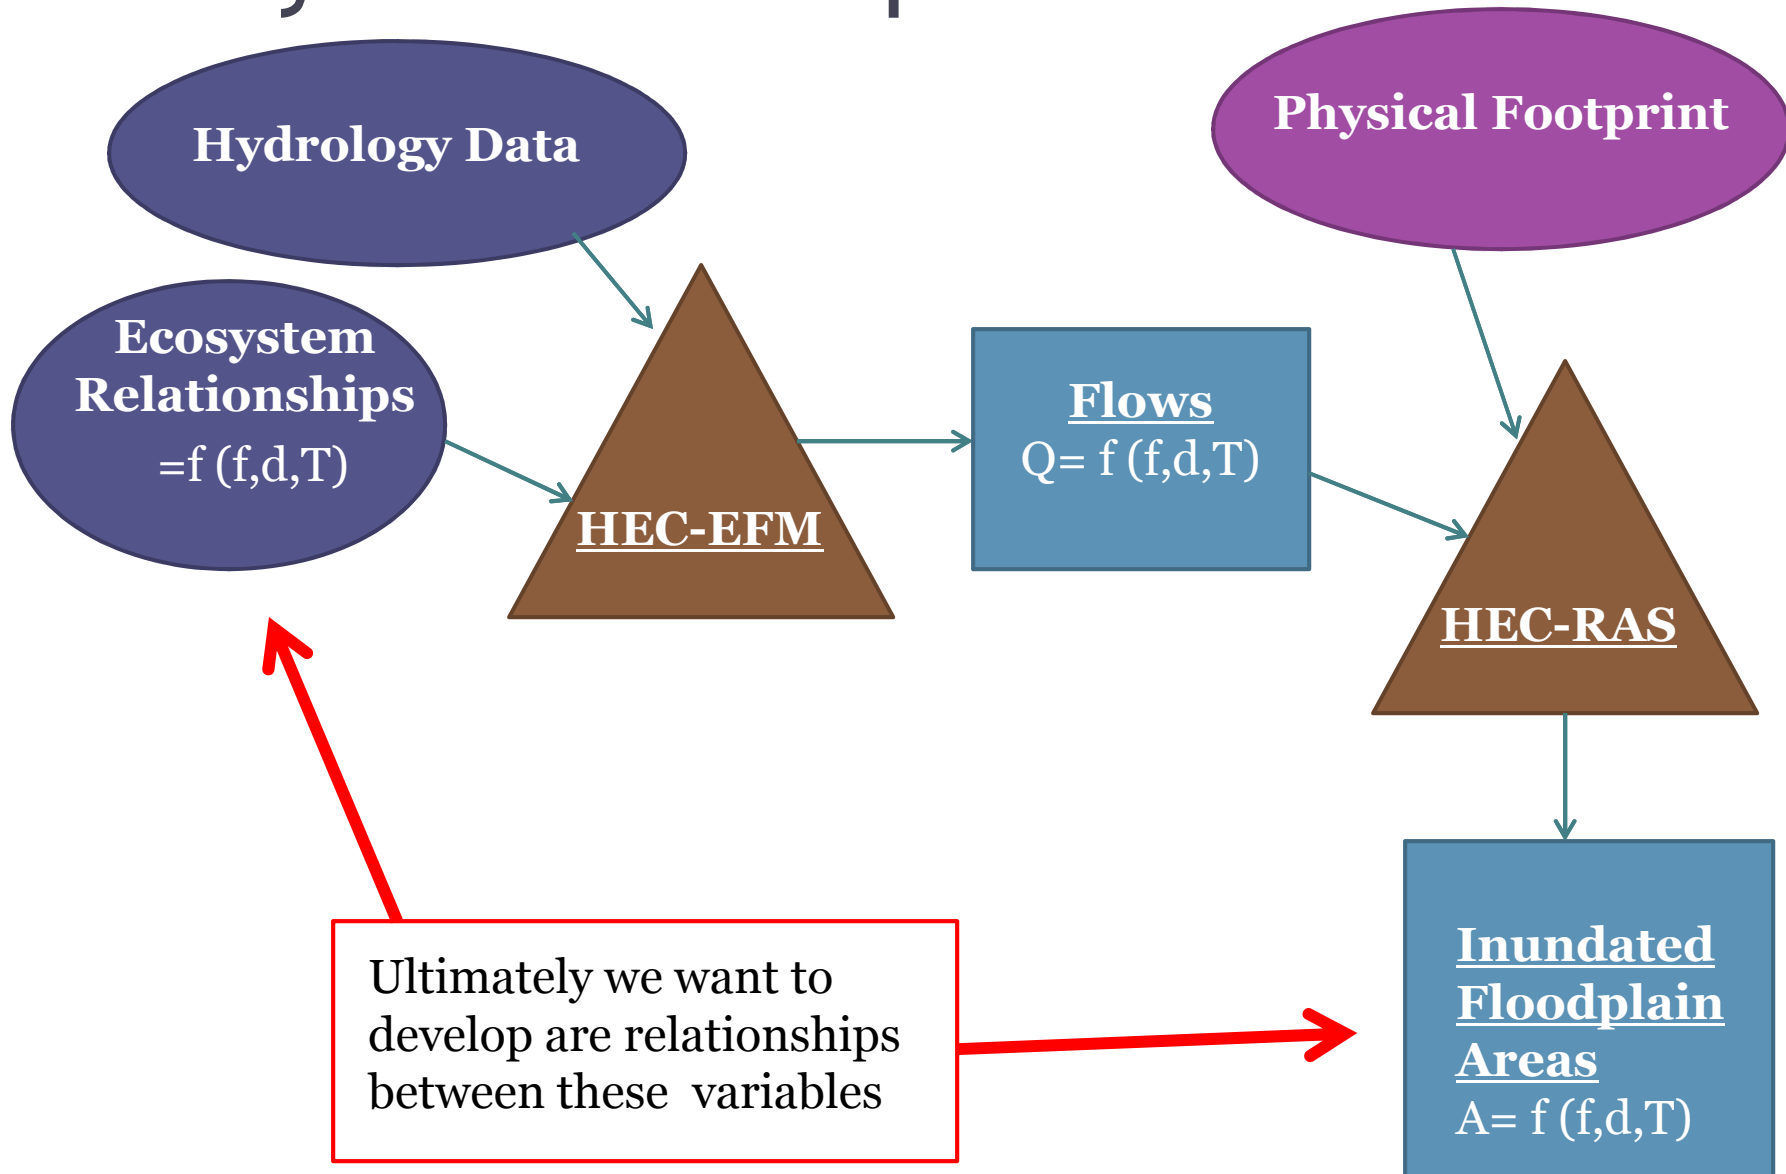 Hydrology Data
Physical Footprint
Ecosystem
Relationships
=f (f,d,T)
HEC-EFM
Flows
Q= f (f,d,T)
HEC-RAS
Ultimately we want to
develop are relationships
between these variables
Inundated
Floodplain
Areas
A= f (f,d,T)